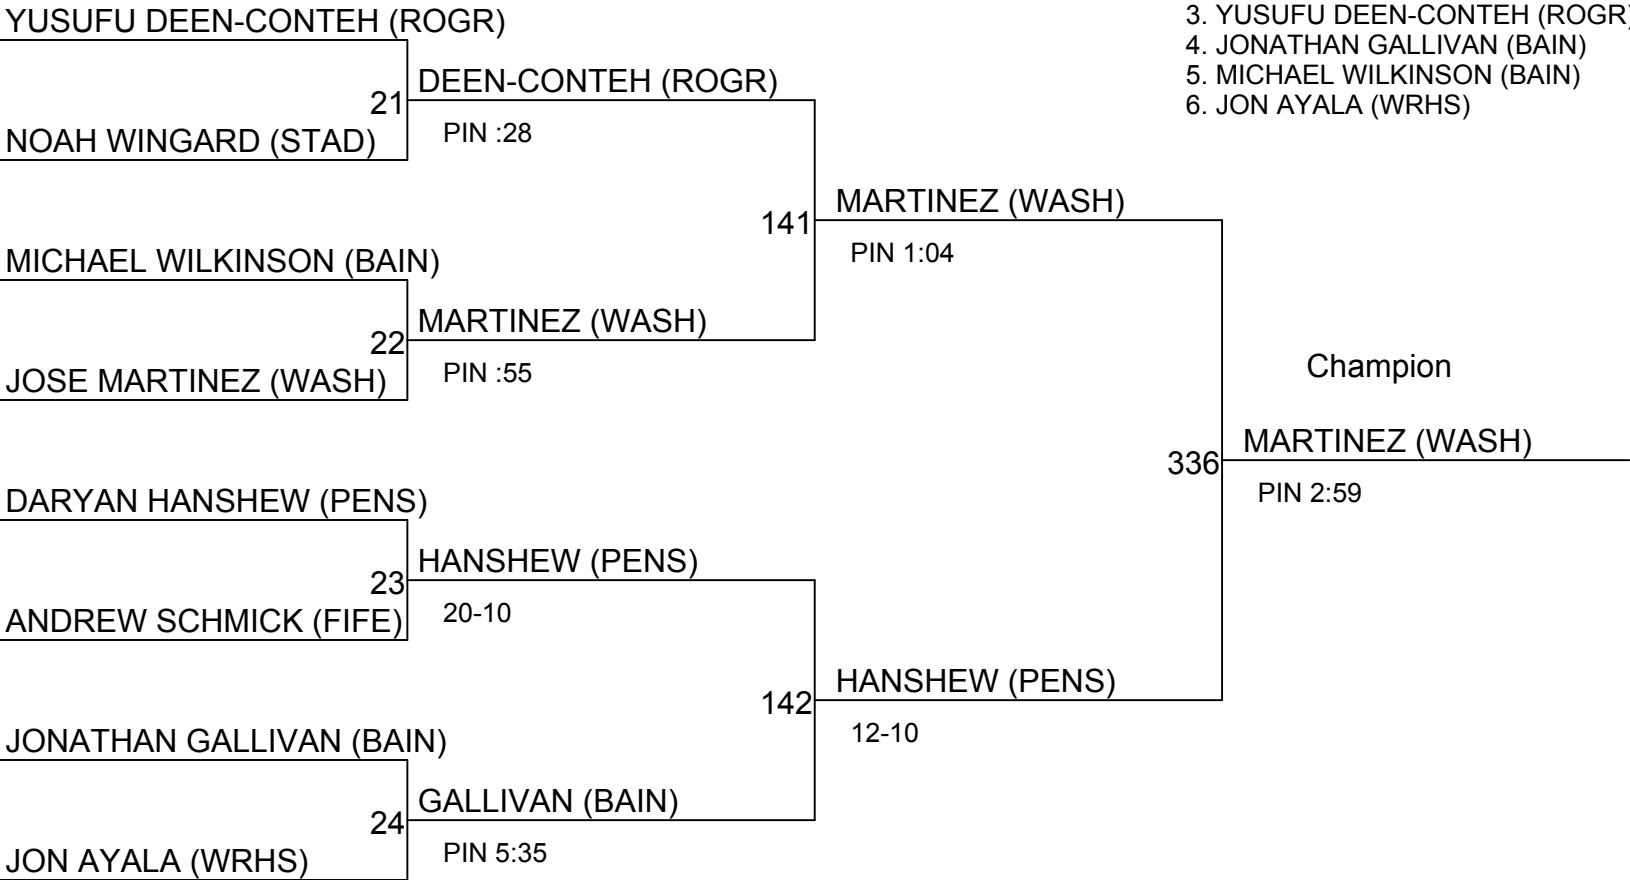 YUSUFU DEEN-CONTEH (ROGR)
3. YUSUFU DEEN-CONTEH (ROGR)
4. JONATHAN GALLIVAN (BAIN)
5. MICHAEL WILKINSON (BAIN)
6. JON AYALA (WRHS)
21
DEEN-CONTEH (ROGR)
PIN :28
NOAH WINGARD (STAD)
141
MARTINEZ (WASH)
PIN 1:04
MICHAEL WILKINSON (BAIN)
22
MARTINEZ (WASH)
PIN :55
JOSE MARTINEZ (WASH)
Champion
336
MARTINEZ (WASH)
PIN 2:59
DARYAN HANSHEW (PENS)
23
HANSHEW (PENS)
20-10
ANDREW SCHMICK (FIFE)
142
HANSHEW (PENS)
12-10
JONATHAN GALLIVAN (BAIN)
24
GALLIVAN (BAIN)
PIN 5:35
JON AYALA (WRHS)